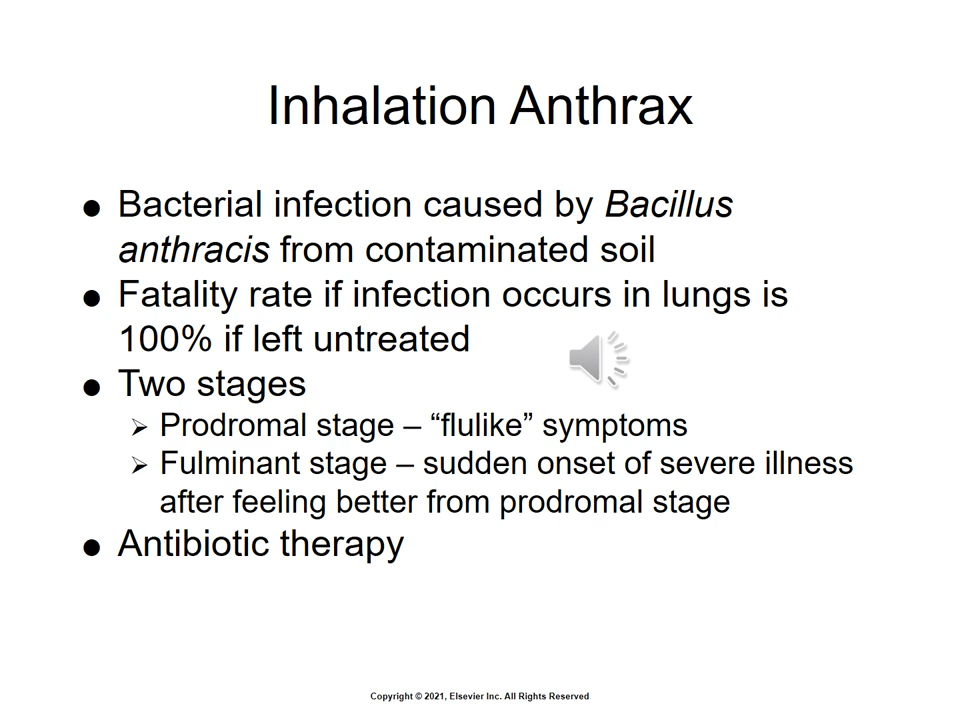 Inhalation Anthrax
● Bacterial infection caused by Bacillus
anthracis from contaminated soil
● Fatality rate if infection occurs in lungs is
100% if left untreated
● Two stages
➢ Prodromal stage – “flulike” symptoms
➢ Fulminant stage – sudden onset of severe illness
after feeling better from prodromal stage
● Antibiotic therapy
Copyright © 2021, Elsevier Inc. All Rights Reserved